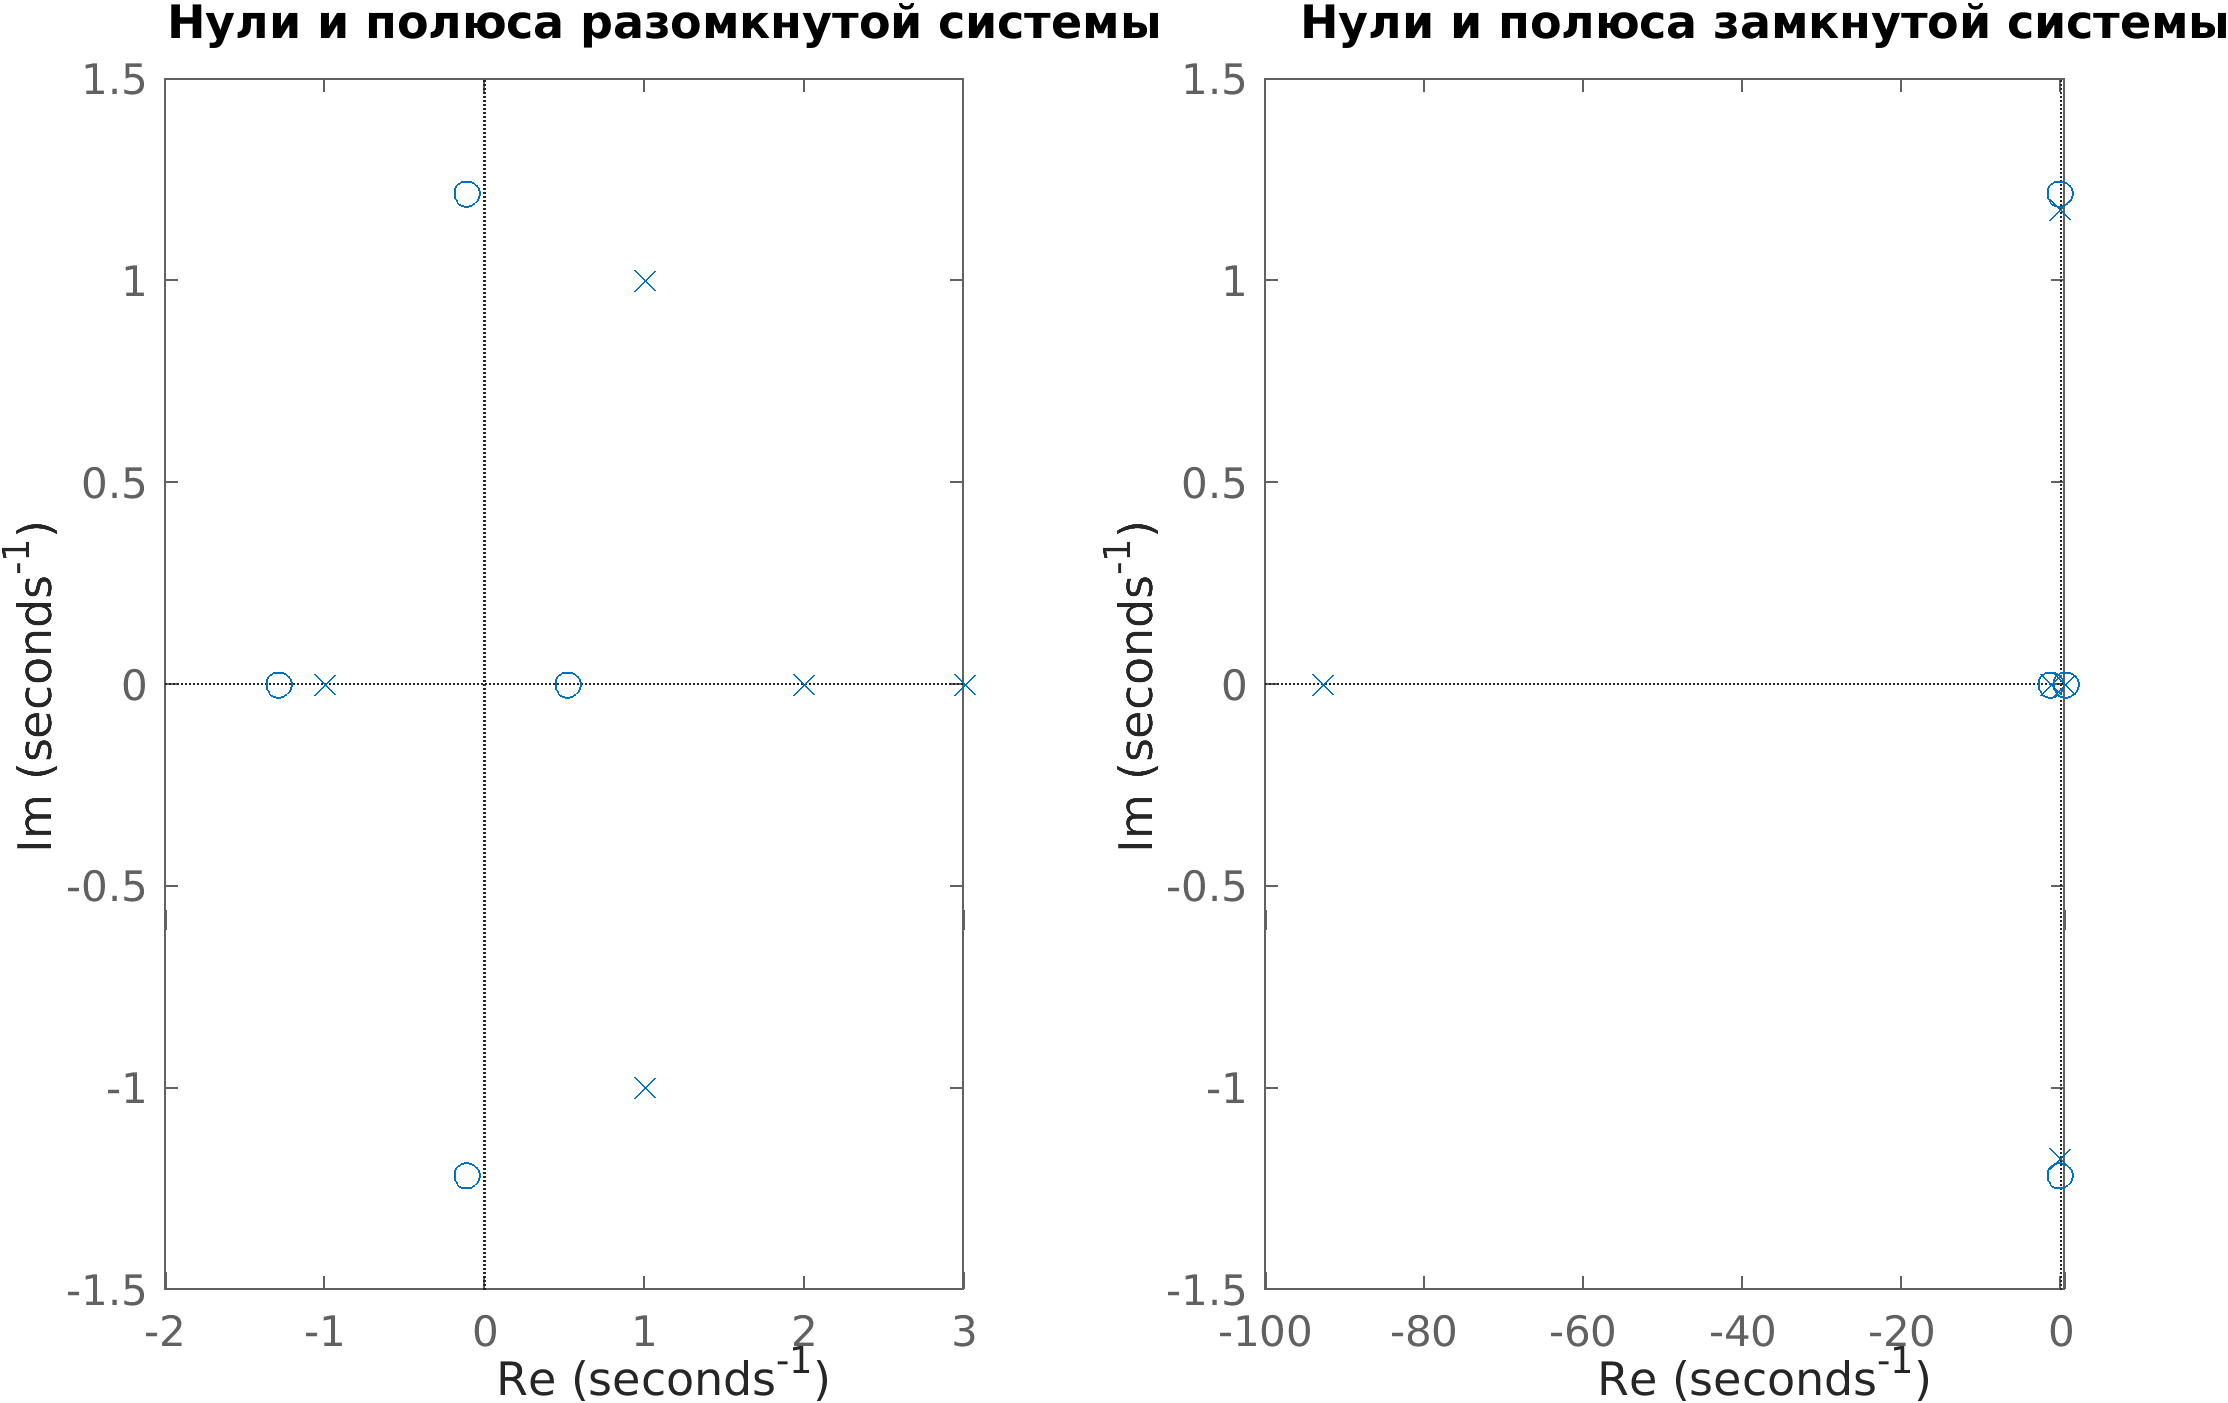 Нули и полюса разомкнутой системы
1.5
1
0.5
0
-0.5
-1
-1.5
-2 -1 0 1 2 3
Im (seconds⁻¹)
Re (seconds⁻¹)
Нули и полюса замкнутой системы
1.5
1
0.5
0
-0.5
-1
-1.5
-100 -80 -60 -40 -20 0
Im (seconds⁻¹)
Re (seconds⁻¹)